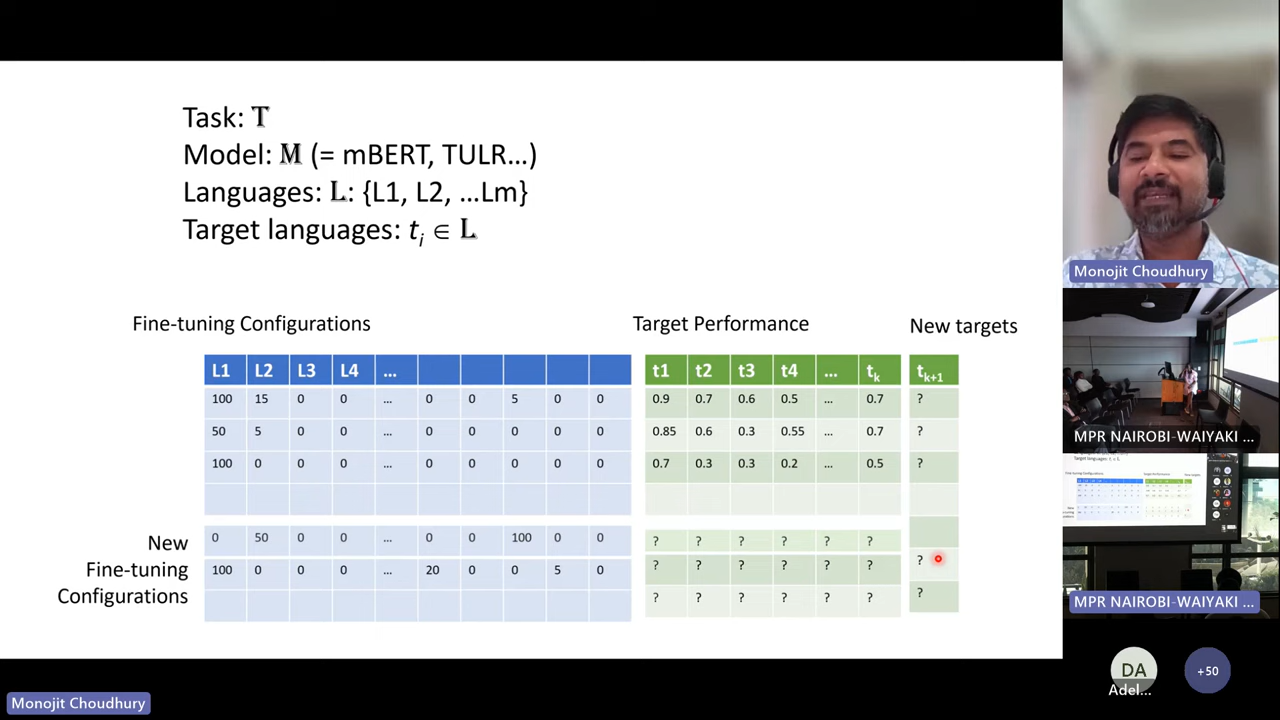 Task: T
Model: M (= mBERT, TULR…)
Languages: L: {L1, L2, …Lm}
Target languages: ti ∈ L
Fine-tuning Configurations
Target Performance
New targets
L1 L2 L3 L4 ... t1 t2 t3 t4 ... tk tk+1
100 15 0 0 ... 0 0 5 0 0 0.9 0.7 0.6 0.5 ... 0.7 ?
50 5 0 0 ... 0 0 0 0 0 0.85 0.6 0.3 0.55 ... 0.7 ?
100 0 0 0 ... 0 0 0 0 0 0.7 0.3 0.3 0.2 ... 0.5 ?
New
Fine-tuning
Configurations
0 50 0 0 ... 0 0 100 0 0 ? ? ? ? ? ?
100 0 0 0 ... 20 0 0 5 0 ? ? ? ? ? ? ?
? ? ? ? ? ? ?
Monojit Choudhury
MPR NAIROBI-WAIYAKI ...
MPR NAIROBI-WAIYAKI ...
DA
Adel...
+50
Monojit Choudhury